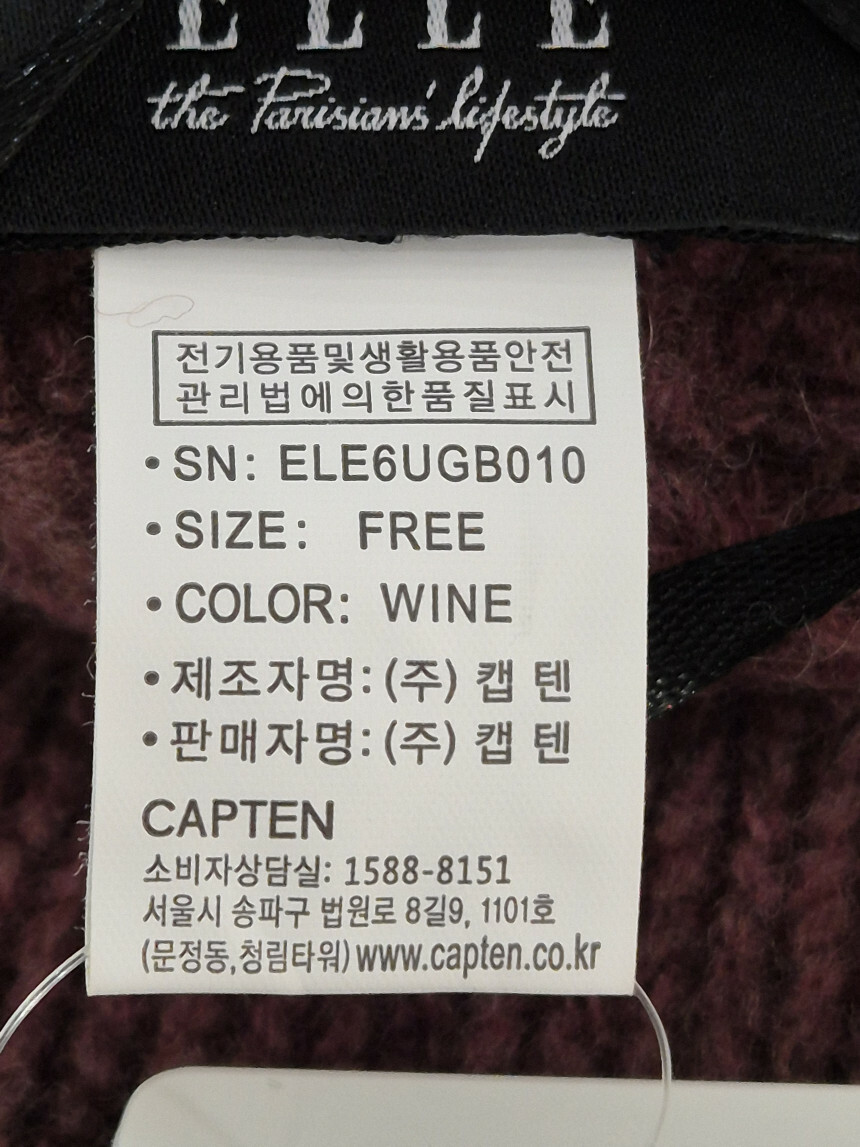 ELLE
the Parisians' lifestyle
전기용품및생활용품안전
관리법에의한품질표시
• SN: ELE6UGB010
• SIZE: FREE
• COLOR: WINE
• 제조자명: (주) 캡텐
• 판매자명: (주) 캡텐
CAPTEN
소비자상담실: 1588-8151
서울시 송파구 법원로 8길9, 1101호
(문정동,청림타워) www.capten.co.kr